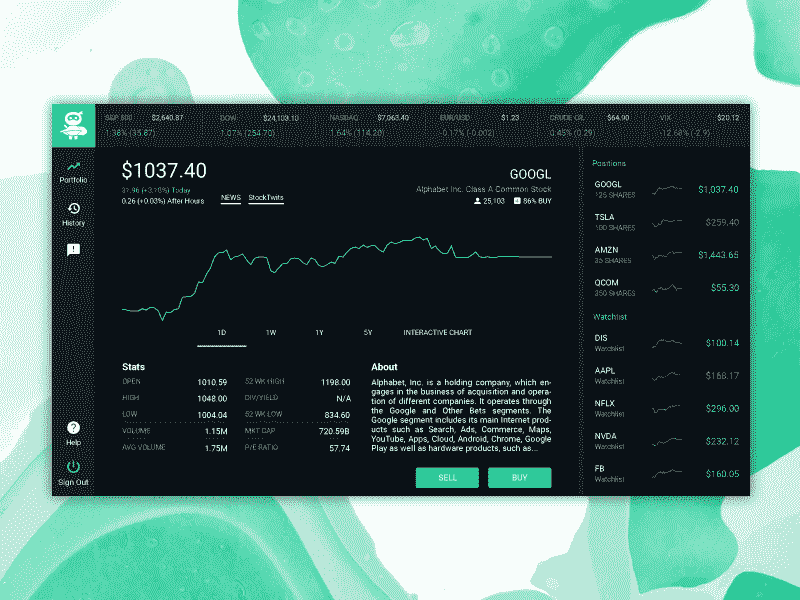 S&P 500 $2,640.87
1.38% (35.87)
DOW $24,103.10
1.07% (254.70)
NASDAQ $7,063.40
1.64% (114.20)
EUR/USD $1.23
-0.17% (-0.002)
CRUDE OIL $64.90
0.45% (0.29)
VIX $20.12
-12.68% (-2.9)
Portfolio
History
Help
Sign Out
$1037.40
(+3.10%) Today
0.26 (+0.03%) After Hours
NEWS StockTwits
GOOGL
Alphabet Inc. Class A Common Stock
25,103 86% BUY
1D 1W 1Y 5Y INTERACTIVE CHART
Stats
OPEN 1010.59 52 WK HIGH 1198.00
HIGH 1048.00 DIV/YIELD N/A
LOW 1004.04 52 WK LOW 834.60
VOLUME 1.15M MKT CAP 720.59B
AVG VOLUME 1.75M P/E RATIO 57.74
About
Alphabet, Inc. is a holding company, which en-
gages in the business of acquisition and opera-
tion of different companies. It operates through
the Google and Other Bets segments. The
Google segment includes its main Internet prod-
ucts such as Search, Ads, Commerce, Maps,
YouTube, Apps, Cloud, Android, Chrome, Google
Play as well as hardware products, such as...
SELL BUY
Positions
GOOGL
125 SHARES
$1,037.40
TSLA
100 SHARES
$259.40
AMZN
35 SHARES
$1,443.65
QCOM
350 SHARES
$55.30
Watchlist
DIS
Watchlist
$100.14
AAPL
Watchlist
$168.17
NFLX
Watchlist
$296.00
NVDA
Watchlist
$232.12
FB
Watchlist
$160.05